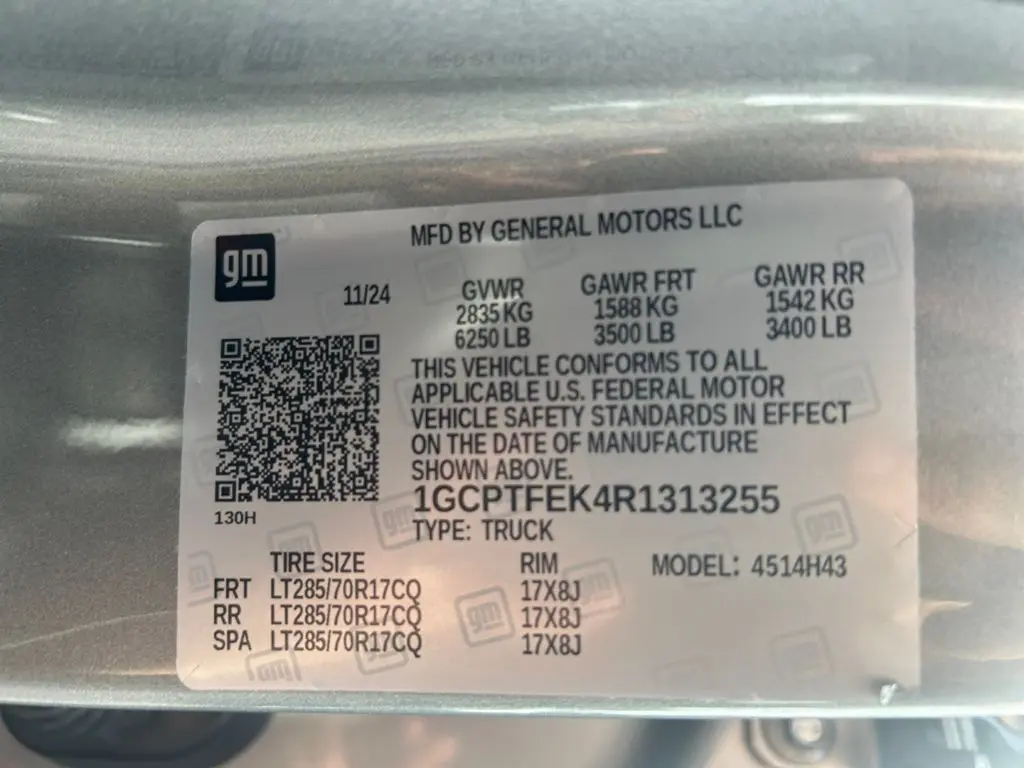 gm
MFD BY GENERAL MOTORS LLC
11/24
GVWR GAWR FRT GAWR RR
2835 KG 1588 KG 1542 KG
6250 LB 3500 LB 3400 LB
THIS VEHICLE CONFORMS TO ALL
APPLICABLE U.S. FEDERAL MOTOR
VEHICLE SAFETY STANDARDS IN EFFECT
ON THE DATE OF MANUFACTURE
SHOWN ABOVE.
1GCPTFEK4R1313255
130H
TYPE: TRUCK
TIRE SIZE RIM MODEL: 4514H43
FRT LT285/70R17CQ 17X8J
RR LT285/70R17CQ 17X8J
SPA LT285/70R17CQ 17X8J